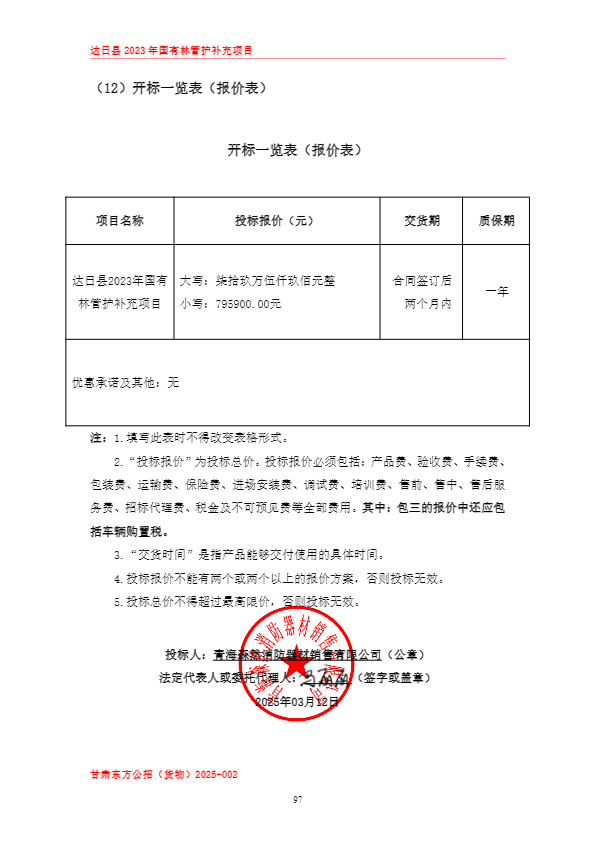 达日县 2023 年国有林管护补充项目
（12）开标一览表（报价表）
开标一览表（报价表）
项目名称 投标报价（元） 交货期 质保期
达日县2023年国有林管护补充项目 大写：柒拾玖万伍仟玖佰元整 小写：795900.00元 合同签订后两个月内 一年
优惠承诺及其他：无
注：1.填写此表时不得改变表格形式。
2.“投标报价”为投标总价。投标报价必须包括：产品费、验收费、手续费、
包装费、运输费、保险费、进场安装费、调试费、培训费、售前、售中、售后服
务费、招标代理费、税金及不可预见费等全部费用。其中：包三的报价中还应包
括车辆购置税。
3.“交货时间”是指产品能够交付使用的具体时间。
4.投标报价不能有两个或两个以上的报价方案，否则投标无效。
5.投标总价不得超过最高限价，否则投标无效。
投标人：青海森然消防器材销售有限公司（公章）
法定代表人或委托代理人：（签字或盖章）
2025年03月12日
甘肃东方公招（货物）2025-002
97